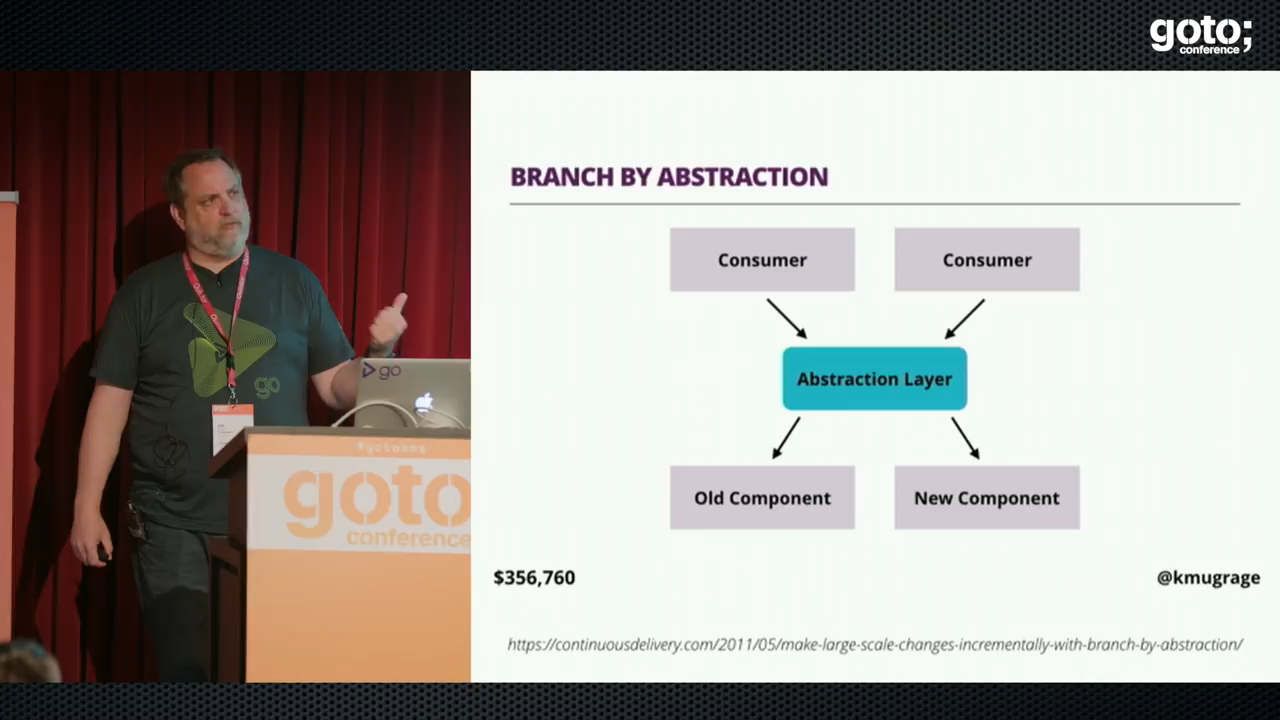 goto;
conference
BRANCH BY ABSTRACTION
Consumer
Consumer
Abstraction Layer
Old Component
New Component
$356,760
@kmugrage
https://continuousdelivery.com/2011/05/make-large-scale-changes-incrementally-with-branch-by-abstraction/
go
go
goto
conference